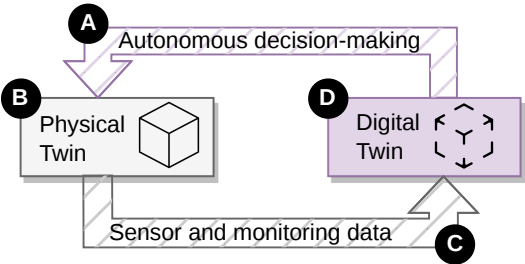 A
Autonomous decision-making
B
Physical
Twin
D
Digital
Twin
Sensor and monitoring data
C